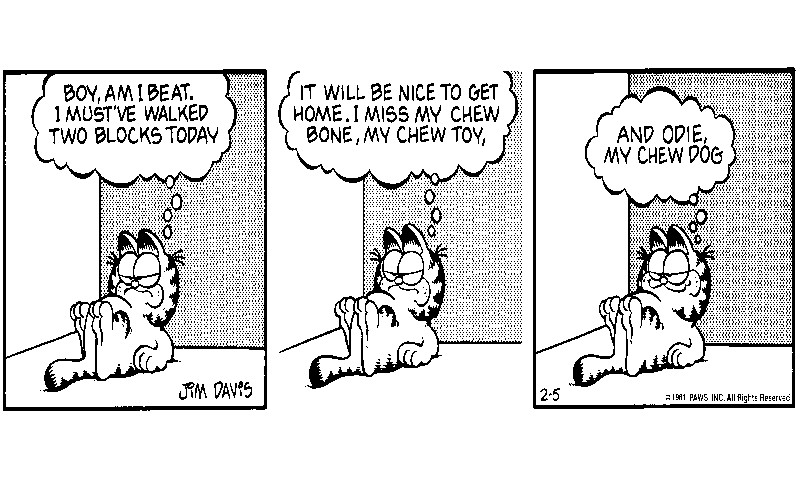 BOY, AM I BEAT.
I MUST'VE WALKED
TWO BLOCKS TODAY
JIM DAVIS
IT WILL BE NICE TO GET
HOME. I MISS MY CHEW
BONE, MY CHEW TOY,
AND ODIE,
MY CHEW DOG
2-5
© 1981 PAWS, INC. All Rights Reserved